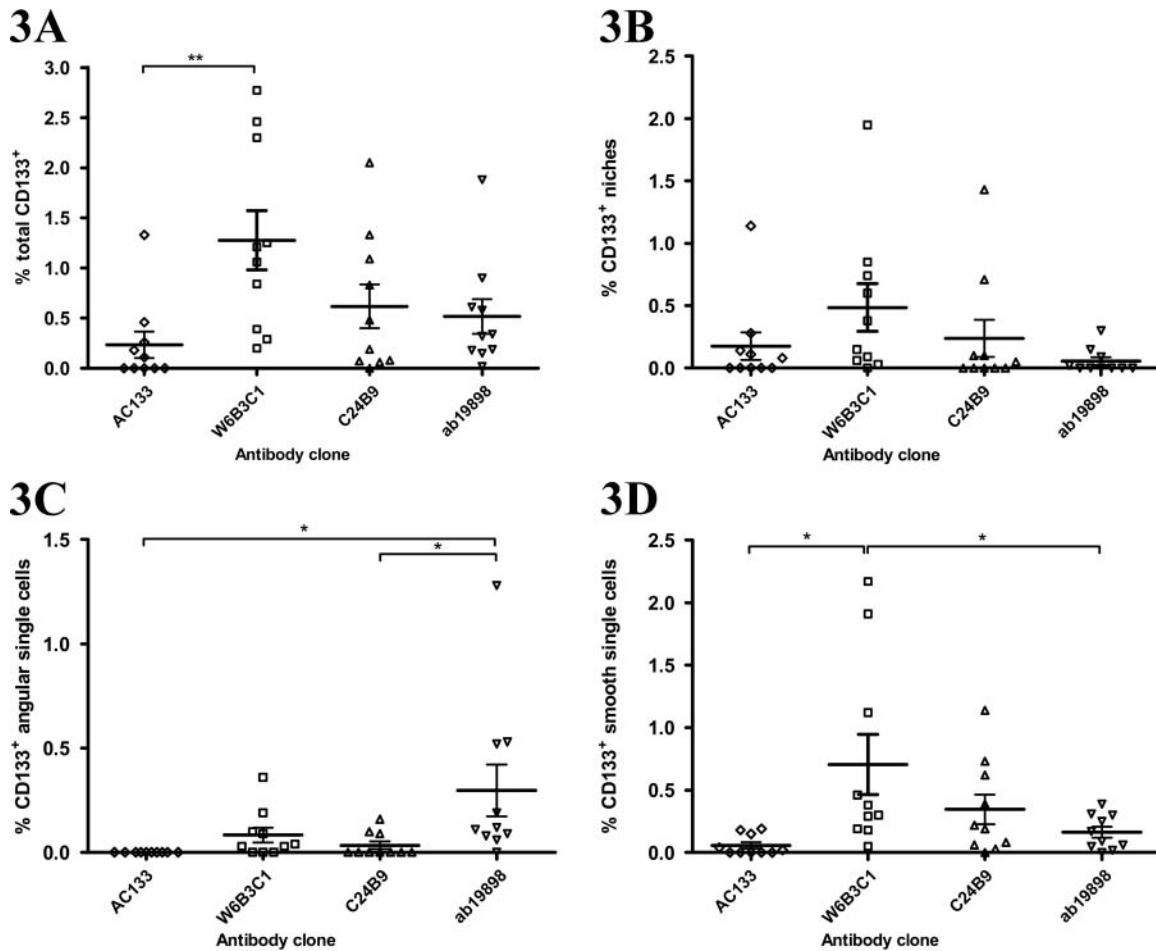 3A
**
3.0
2.5
2.0
1.5
1.0
0.5
0.0
% total CD133+
AC133
W6B3C1
C24B9
ab19898
Antibody clone
3B
2.5
2.0
1.5
1.0
0.5
0.0
% CD133+ niches
AC133
W6B3C1
C24B9
ab19898
Antibody clone
3C
*
*
1.5
1.0
0.5
0.0
% CD133+ angular single cells
AC133
W6B3C1
C24B9
ab19898
Antibody clone
3D
* *
2.5
2.0
1.5
1.0
0.5
0.0
% CD133+ smooth single cells
AC133
W6B3C1
C24B9
ab19898
Antibody clone